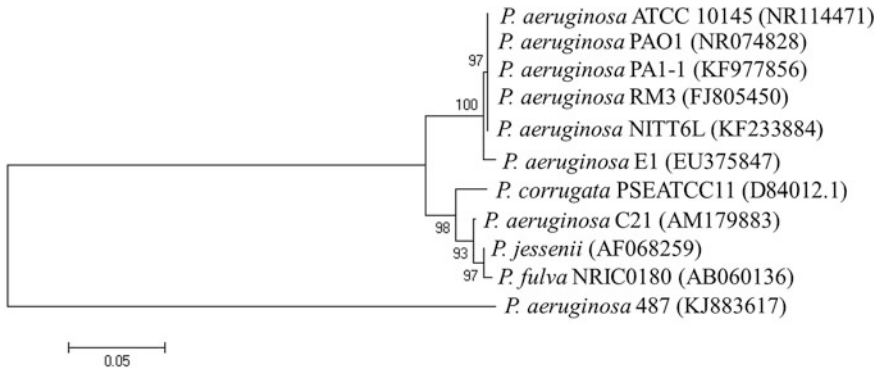 P. aeruginosa ATCC 10145 (NR114471)
P. aeruginosa PAO1 (NR074828)
97
P. aeruginosa PA1-1 (KF977856)
P. aeruginosa RM3 (FJ805450)
100
P. aeruginosa NITT6L (KF233884)
P. aeruginosa E1 (EU375847)
P. corrugata PSEATCC11 (D84012.1)
98
P. aeruginosa C21 (AM179883)
93
P. jessenii (AF068259)
97
P. fulva NRIC0180 (AB060136)
P. aeruginosa 487 (KJ883617)
0.05